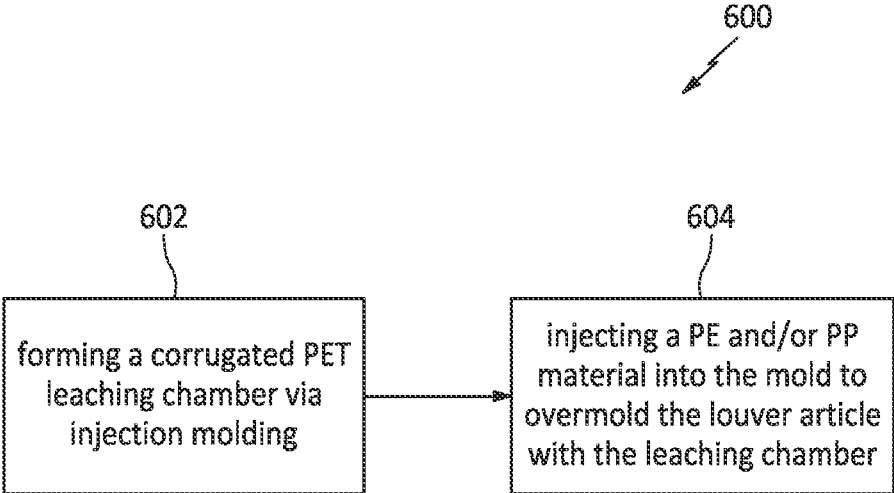 600
602
604
forming a corrugated PET
leaching chamber via
injection molding
injecting a PE and/or PP
material into the mold to
overmold the louver article
with the leaching chamber